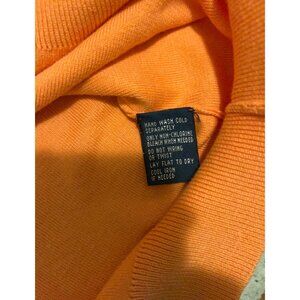 HAND WASH COLD
SEPARATELY
ONLY NON-CHLORINE
BLEACH WHEN NEEDED
DO NOT WRING
OR TWIST
LAY FLAT TO DRY
COOL IRON
IF NEEDED